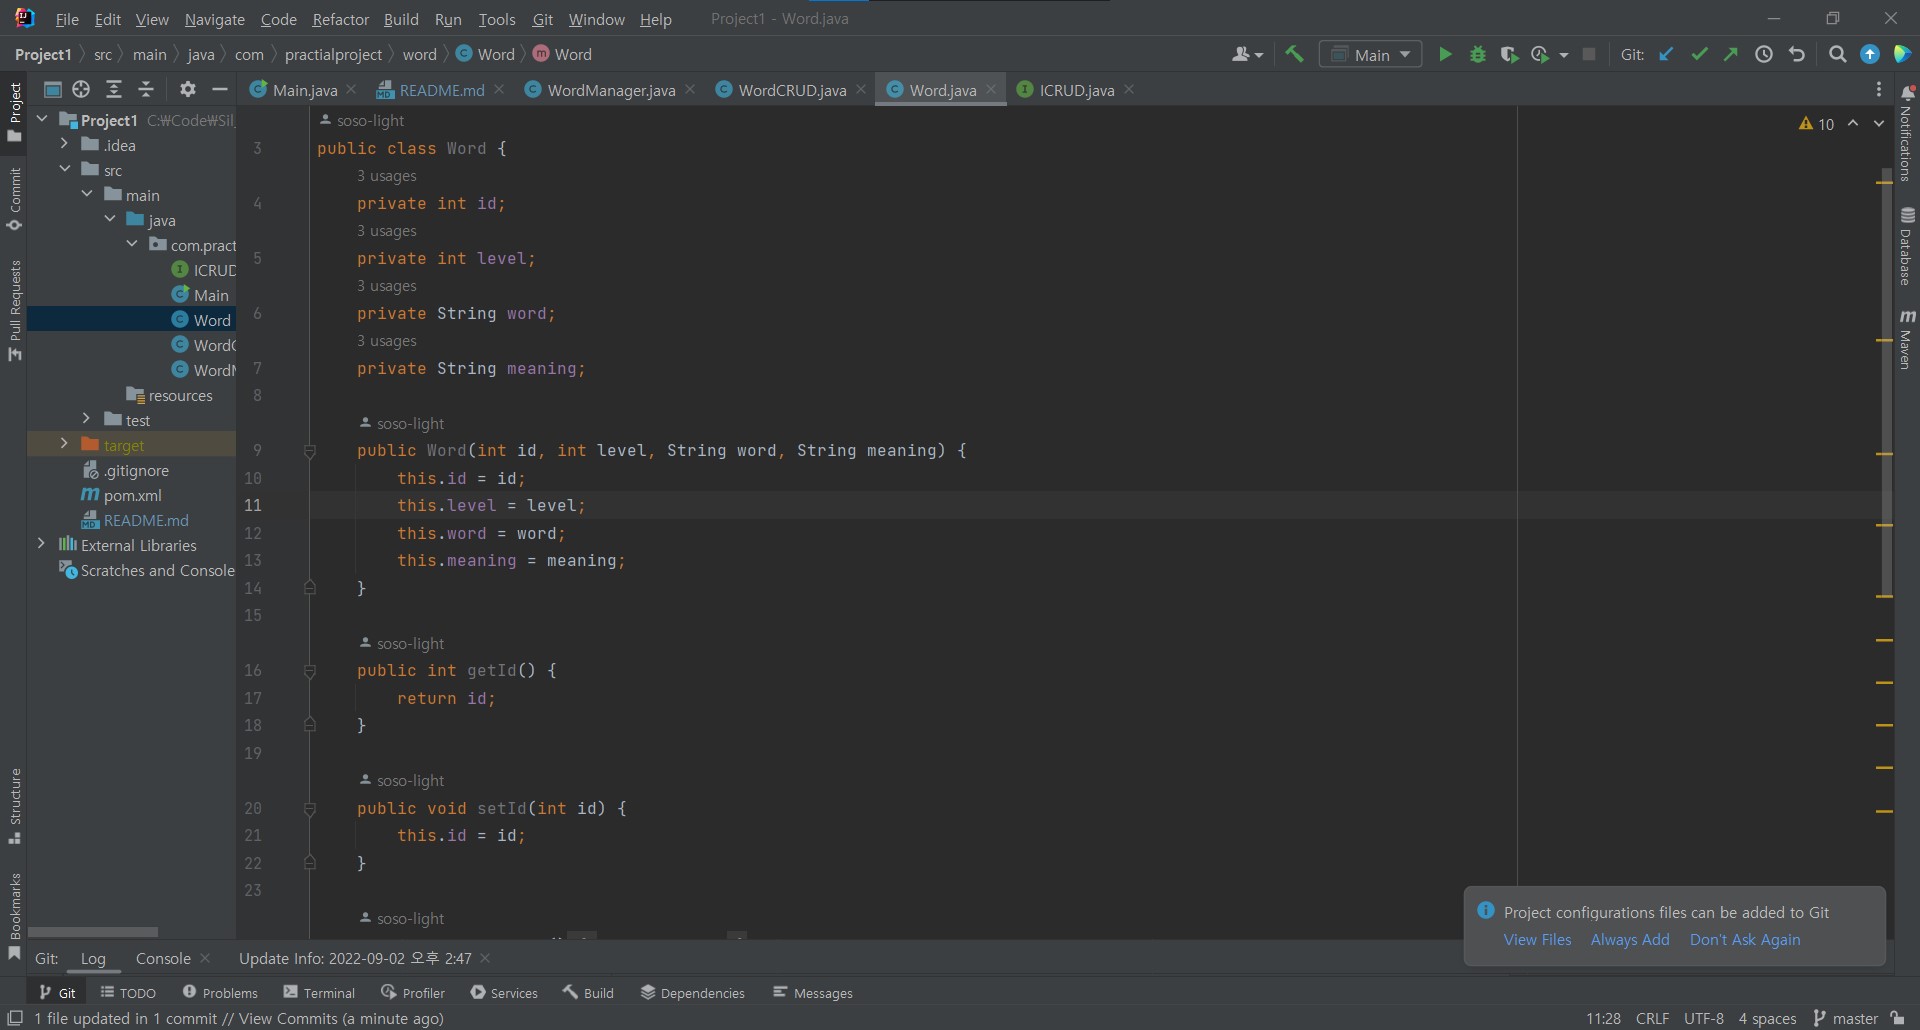 File Edit View Navigate Code Refactor Build Run Tools Git Window Help Project1 - Word.java
Project1 src main java com practialproject word Word Word Main Git:
Project
Commit
Pull Requests
Structure
Bookmarks
Main.java README.md WordManager.java WordCRUD.java Word.java ICRUD.java
Project1 C:₩Code₩Sil
.idea
src
main
java
com.pract
ICRUD
Main
Word
WordC
WordM
resources
test
target
.gitignore
pom.xml
README.md
External Libraries
Scratches and Console
soso-light
10
3 public class Word {
3 usages
4 private int id;
3 usages
5 private int level;
3 usages
6 private String word;
3 usages
7 private String meaning;
8
soso-light
9 public Word(int id, int level, String word, String meaning) {
10 this.id = id;
11 this.level = level;
12 this.word = word;
13 this.meaning = meaning;
14 }
15
soso-light
16 public int getId() {
17 return id;
18 }
19
soso-light
20 public void setId(int id) {
21 this.id = id;
22 }
23
soso-light
Notifications
Database
Maven
Project configurations files can be added to Git
View Files Always Add Don't Ask Again
Git: Log Console Update Info: 2022-09-02 오후 2:47
Git TODO Problems Terminal Profiler Services Build Dependencies Messages
1 file updated in 1 commit // View Commits (a minute ago) 11:28 CRLF UTF-8 4 spaces master